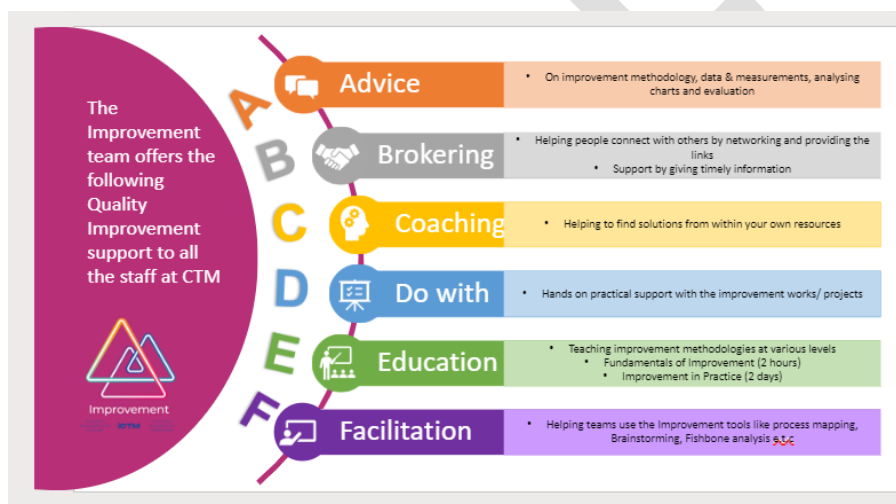 The
Improvement
team offers the
following
Quality
Improvement
support to all
the staff at CTM
Improvement
iCTM
A
Advice
• On improvement methodology, data & measurements, analysing
charts and evaluation
B
Brokering
• Helping people connect with others by networking and providing the
links
• Support by giving timely information
C
Coaching
• Helping to find solutions from within your own resources
D
Do with
• Hands on practical support with the improvement works/ projects
E
Education
• Teaching improvement methodologies at various levels
• Fundamentals of Improvement (2 hours)
• Improvement in Practice (2 days)
F
Facilitation
• Helping teams use the Improvement tools like process mapping,
Brainstorming, Fishbone analysis e.t.c